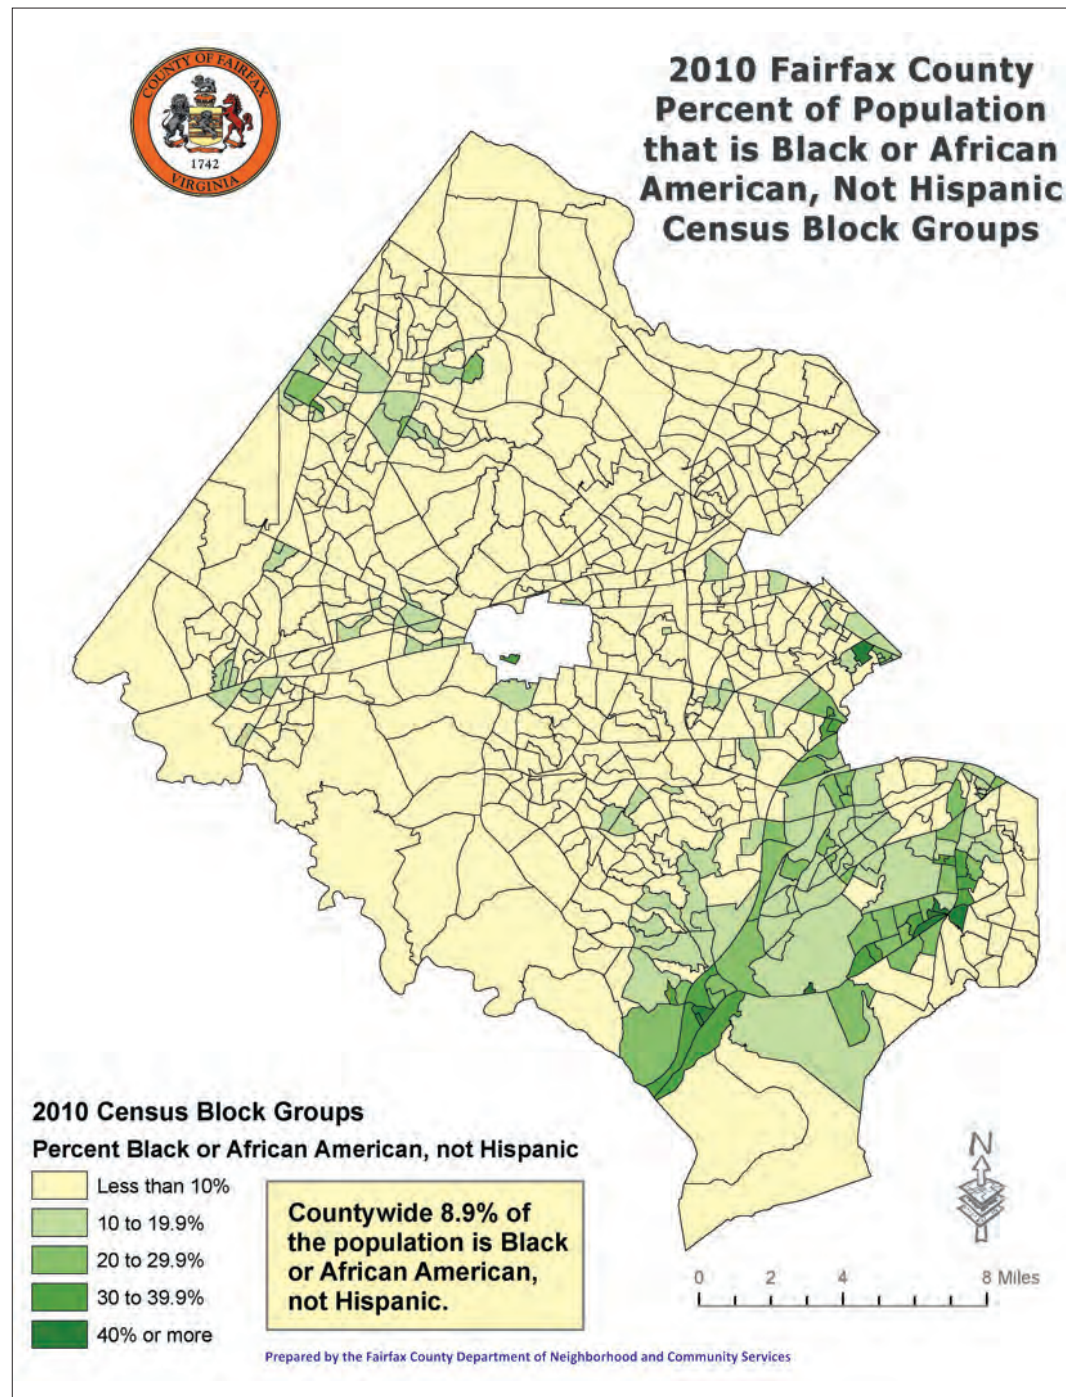 COUNTY OF FAIRFAX
1742
VIRGINIA
2010 Fairfax County
Percent of Population
that is Black or African
American, Not Hispanic
Census Block Groups
2010 Census Block Groups
Percent Black or African American, not Hispanic
Less than 10%
10 to 19.9%
20 to 29.9%
30 to 39.9%
40% or more
Countywide 8.9% of
the population is Black
or African American,
not Hispanic.
N
0 2 4 8 Miles
Prepared by the Fairfax County Department of Neighborhood and Community Services